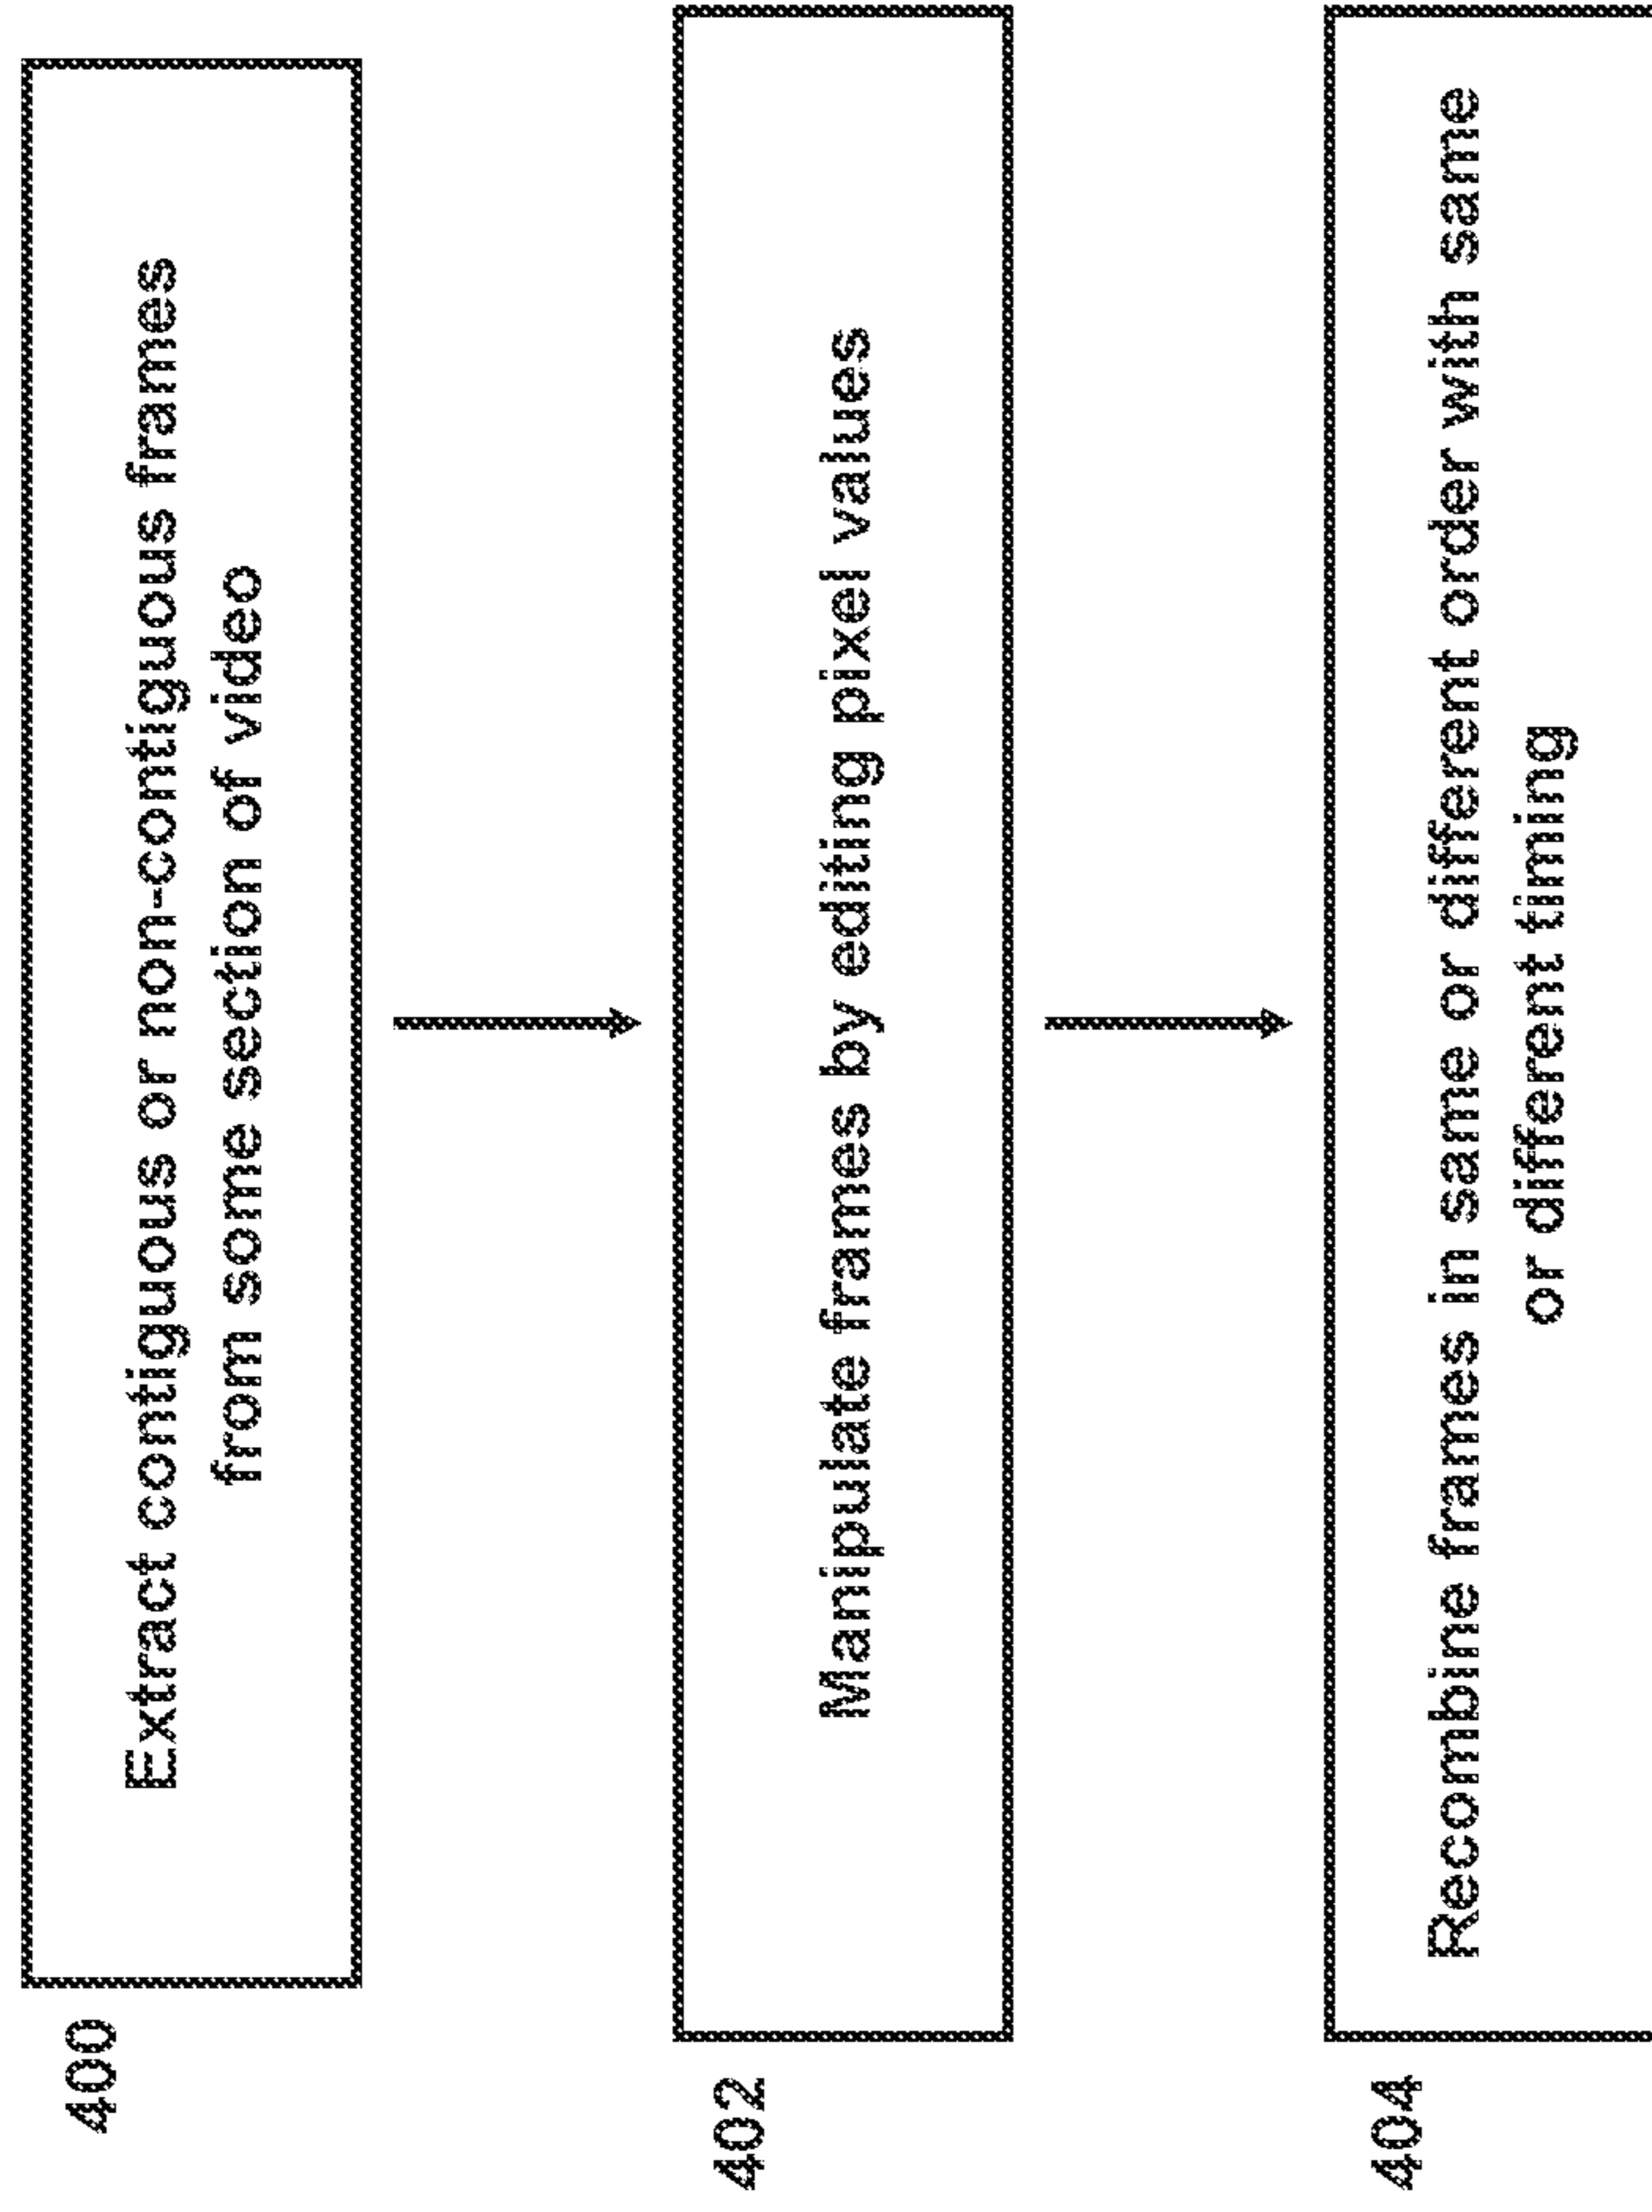 400
Extract contiguous or non-contiguous frames
from some section of video
402
Manipulate frames by editing pixel values
404
Recombine frames in same or different order with same
or different timing